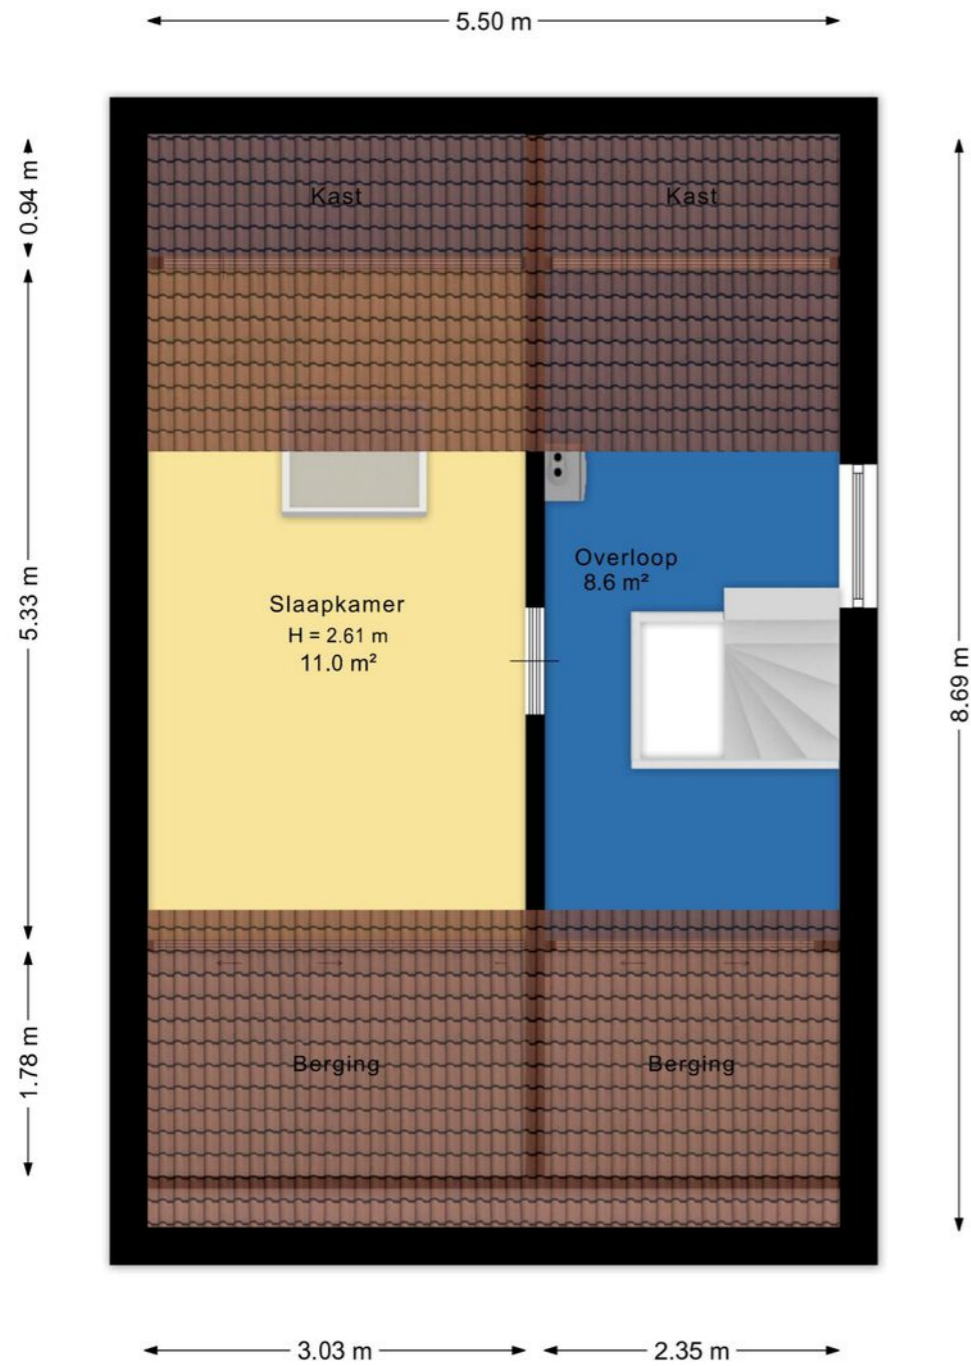 5.50 m
0.94 m
Kast
Kast
5.33 m
Overloop
8.6 m²
Slaapkamer
H = 2.61 m
11.0 m²
8.69 m
1.78 m
Berging
Berging
3.03 m
2.35 m